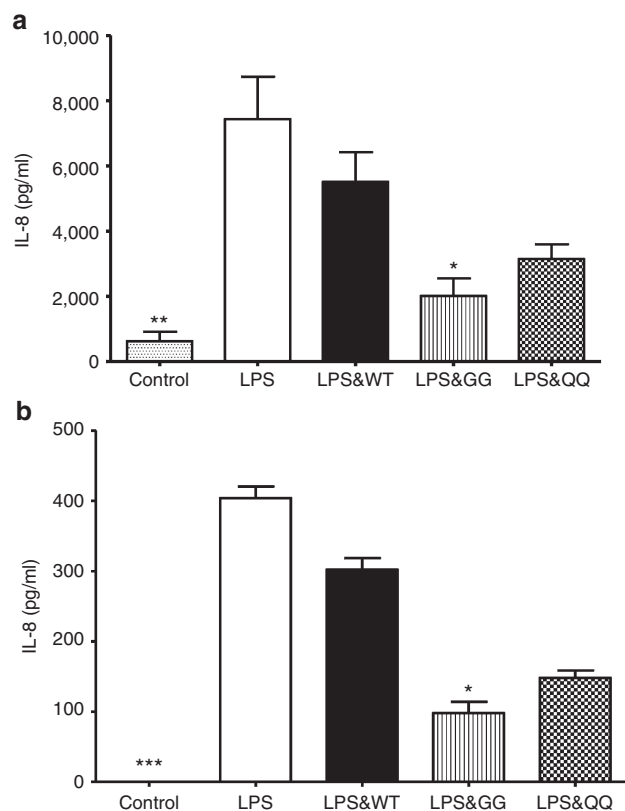 a
10,000
8,000
6,000
4,000
2,000
0
IL-8 (pg/ml)
**
*
Control LPS LPS&WT LPS&GG LPS&QQ
b
500
400
300
200
100
0
IL-8 (pg/ml)
***
*
Control LPS LPS&WT LPS&GG LPS&QQ